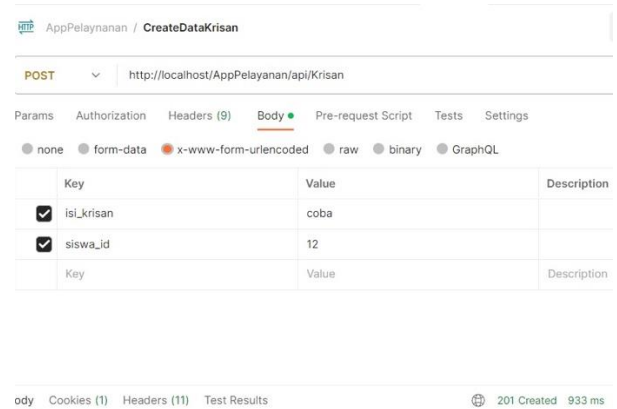 HTTP AppPelaynanan / CreateDataKrisan
POST http://localhost/AppPelayanan/api/Krisan
Params Authorization Headers (9) Body Pre-request Script Tests Settings
none form-data x-www-form-urlencoded raw binary GraphQL
Key Value Description
isi_krisan coba
siswa_id 12
Key Value Description
ody Cookies (1) Headers (11) Test Results 201 Created 933 ms